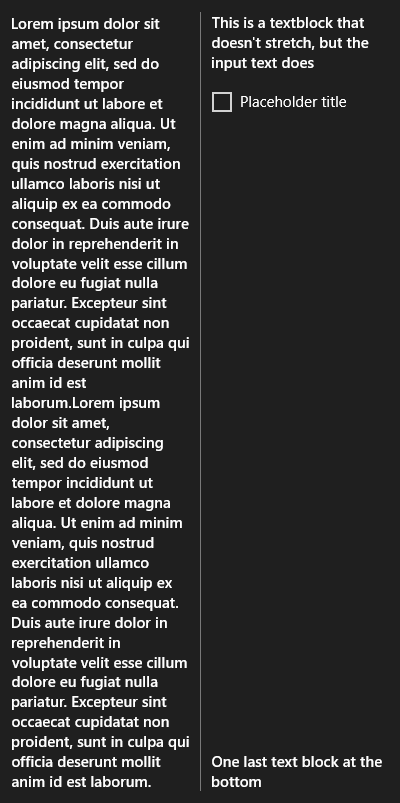 Lorem ipsum dolor sit
amet, consectetur
adipiscing elit, sed do
eiusmod tempor
incididunt ut labore et
dolore magna aliqua. Ut
enim ad minim veniam,
quis nostrud exercitation
ullamco laboris nisi ut
aliquip ex ea commodo
consequat. Duis aute irure
dolor in reprehenderit in
voluptate velit esse cillum
dolore eu fugiat nulla
pariatur. Excepteur sint
occaecat cupidatat non
proident, sunt in culpa qui
officia deserunt mollit
anim id est
laborum.Lorem ipsum
dolor sit amet,
consectetur adipiscing
elit, sed do eiusmod
tempor incididunt ut
labore et dolore magna
aliqua. Ut enim ad minim
veniam, quis nostrud
exercitation ullamco
laboris nisi ut aliquip ex
ea commodo consequat.
Duis aute irure dolor in
reprehenderit in
voluptate velit esse cillum
dolore eu fugiat nulla
pariatur. Excepteur sint
occaecat cupidatat non
proident, sunt in culpa qui
officia deserunt mollit
anim id est laborum.
This is a textblock that
doesn't stretch, but the
input text does
Placeholder title
One last text block at the
bottom